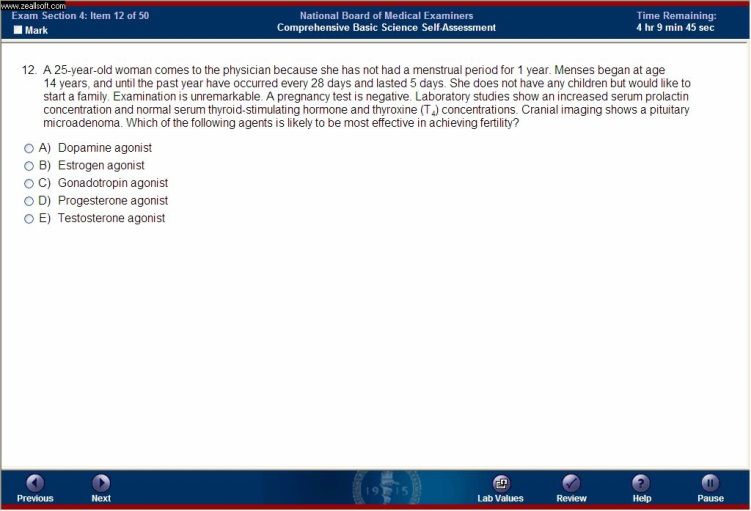 www.zeallsoft.com
Exam Section 4: Item 12 of 50
National Board of Medical Examiners
Time Remaining:
Mark
Comprehensive Basic Science Self-Assessment
4 hr 9 min 45 sec
12. A 25-year-old woman comes to the physician because she has not had a menstrual period for 1 year. Menses began at age
14 years, and until the past year have occurred every 28 days and lasted 5 days. She does not have any children but would like to
start a family. Examination is unremarkable. A pregnancy test is negative. Laboratory studies show an increased serum prolactin
concentration and normal serum thyroid-stimulating hormone and thyroxine (T₄) concentrations. Cranial imaging shows a pituitary
microadenoma. Which of the following agents is likely to be most effective in achieving fertility?
A) Dopamine agonist
B) Estrogen agonist
C) Gonadotropin agonist
D) Progesterone agonist
E) Testosterone agonist
1915
Previous
Next
Lab Values
Review
Help
Pause